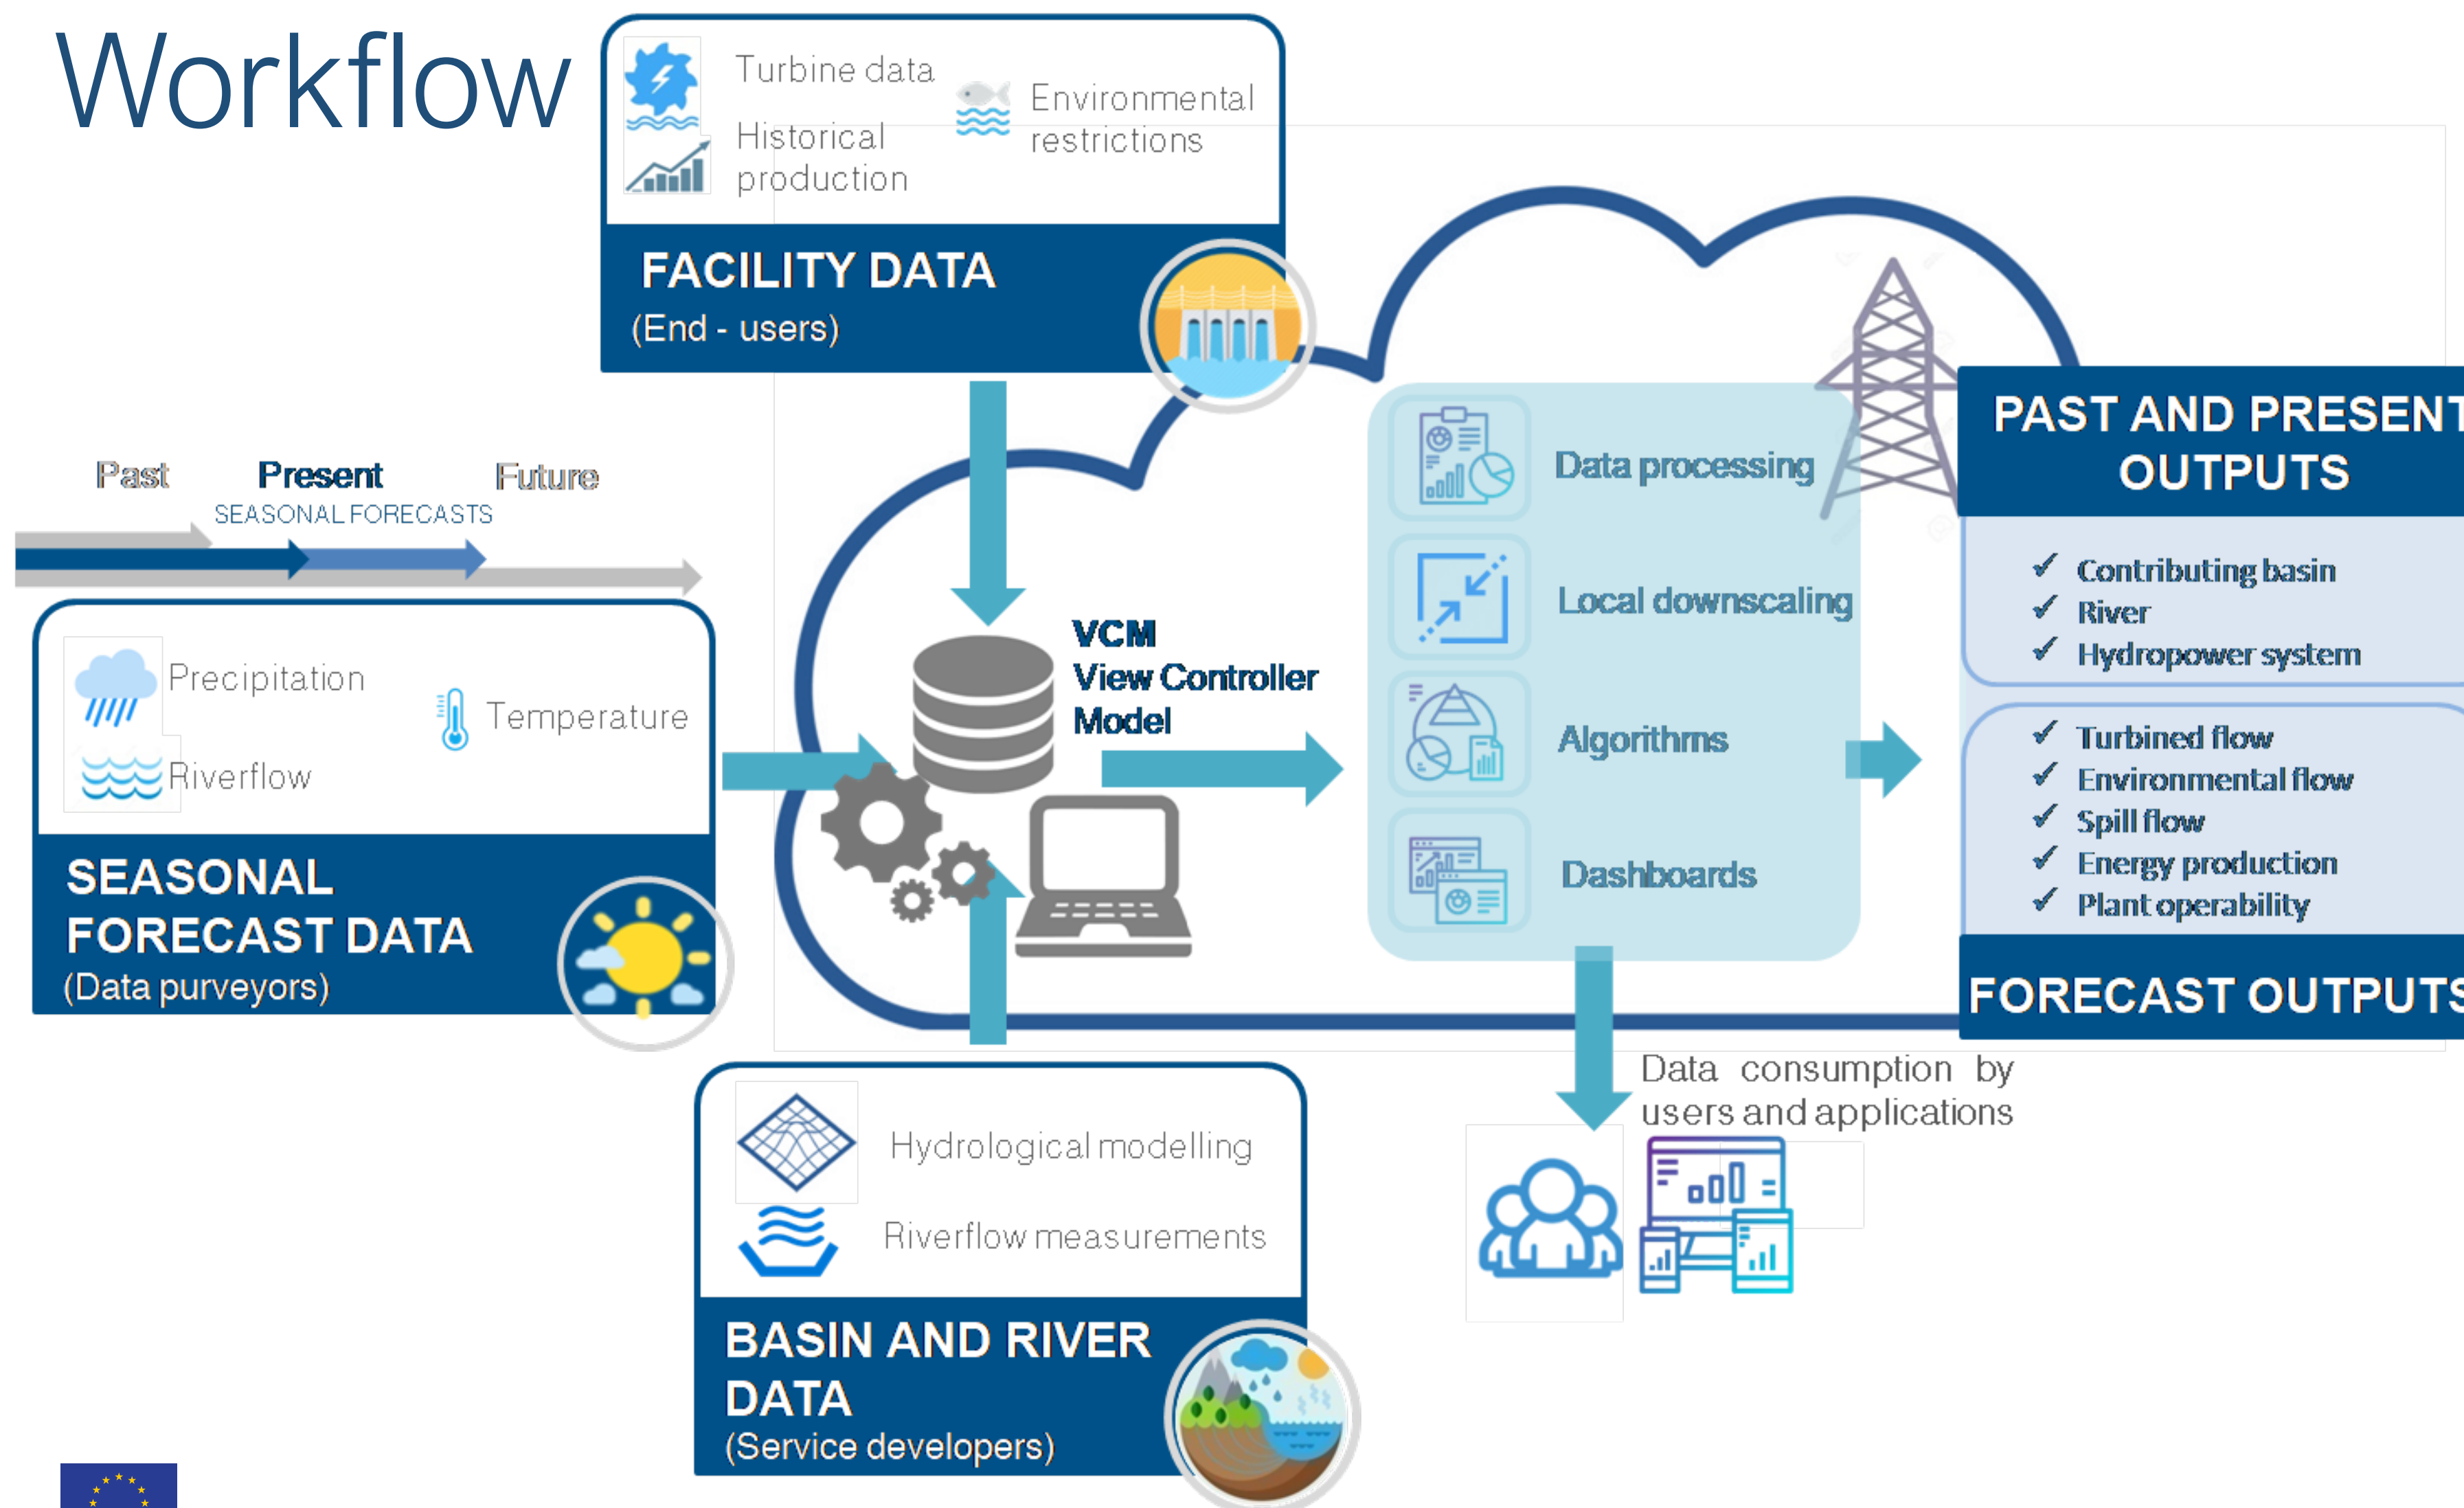 Workflow
Turbine data
Historical
production
Environmental
restrictions
FACILITY DATA
(End - users)
Past
Present
Future
SEASONAL FORECASTS
Precipitation
Temperature
Riverflow
SEASONAL
FORECAST DATA
(Data purveyors)
VCM
View Controller
Model
Data processing
Local downscaling
Algorithms
Dashboards
PAST AND PRESENT
OUTPUTS
✓ Contributing basin
✓ River
✓ Hydropower system
✓ Turbined flow
✓ Environmental flow
✓ Spill flow
✓ Energy production
✓ Plant operability
FORECAST OUTPUTS
Data consumption by
users and applications
Hydrological modelling
Riverflow measurements
BASIN AND RIVER
DATA
(Service developers)